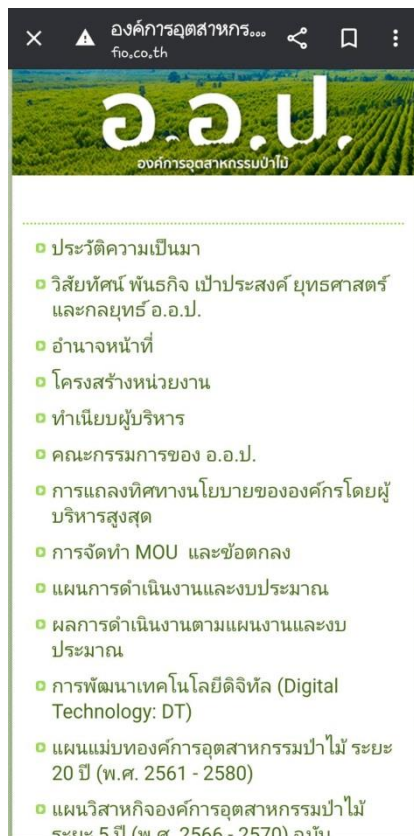 องค์การอุตสาหกร...
fio.co.th
อ.อ.ป.
องค์การอุตสาหกรรมป่าไม้
ประวัติความเป็นมา
วิสัยทัศน์ พันธกิจ เป้าประสงค์ ยุทธศาสตร์
และกลยุทธ์ อ.อ.ป.
อำนาจหน้าที่
โครงสร้างหน่วยงาน
ทำเนียบผู้บริหาร
คณะกรรมการของ อ.อ.ป.
การแถลงทิศทางนโยบายขององค์กรโดยผู้
บริหารสูงสุด
การจัดทำ MOU และข้อตกลง
แผนการดำเนินงานและงบประมาณ
ผลการดำเนินงานตามแผนงานและงบ
ประมาณ
การพัฒนาเทคโนโลยีดิจิทัล (Digital
Technology: DT)
แผนแม่บทองค์การอุตสาหกรรมป่าไม้ ระยะ
20 ปี (พ.ศ. 2561 - 2580)
แผนวิสาหกิจองค์การอุตสาหกรรมป่าไม้
ระยะ 5 ปี (พ.ศ. 2566 - 2570) ฉบับ